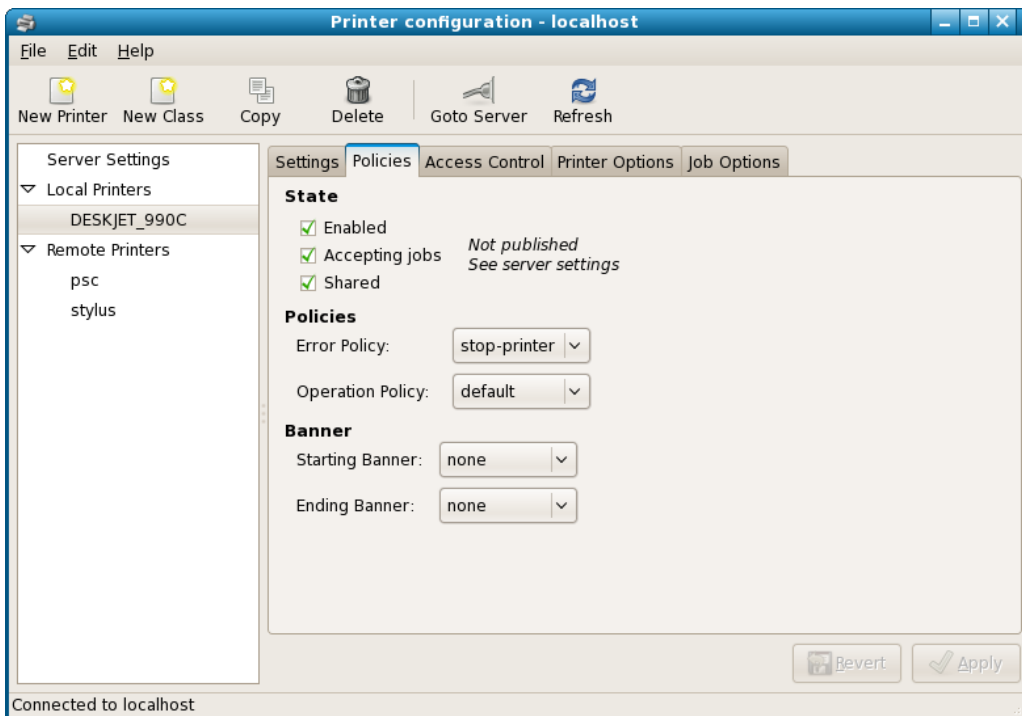 Printer configuration - localhost
File Edit Help
New Printer New Class Copy Delete Goto Server Refresh
Server Settings
Local Printers
DESKJET_990C
Remote Printers
psc
stylus
Settings Policies Access Control Printer Options Job Options
State
Enabled
Accepting jobs
Shared
Not published
See server settings
Policies
Error Policy: stop-printer
Operation Policy: default
Banner
Starting Banner: none
Ending Banner: none
Revert Apply
Connected to localhost